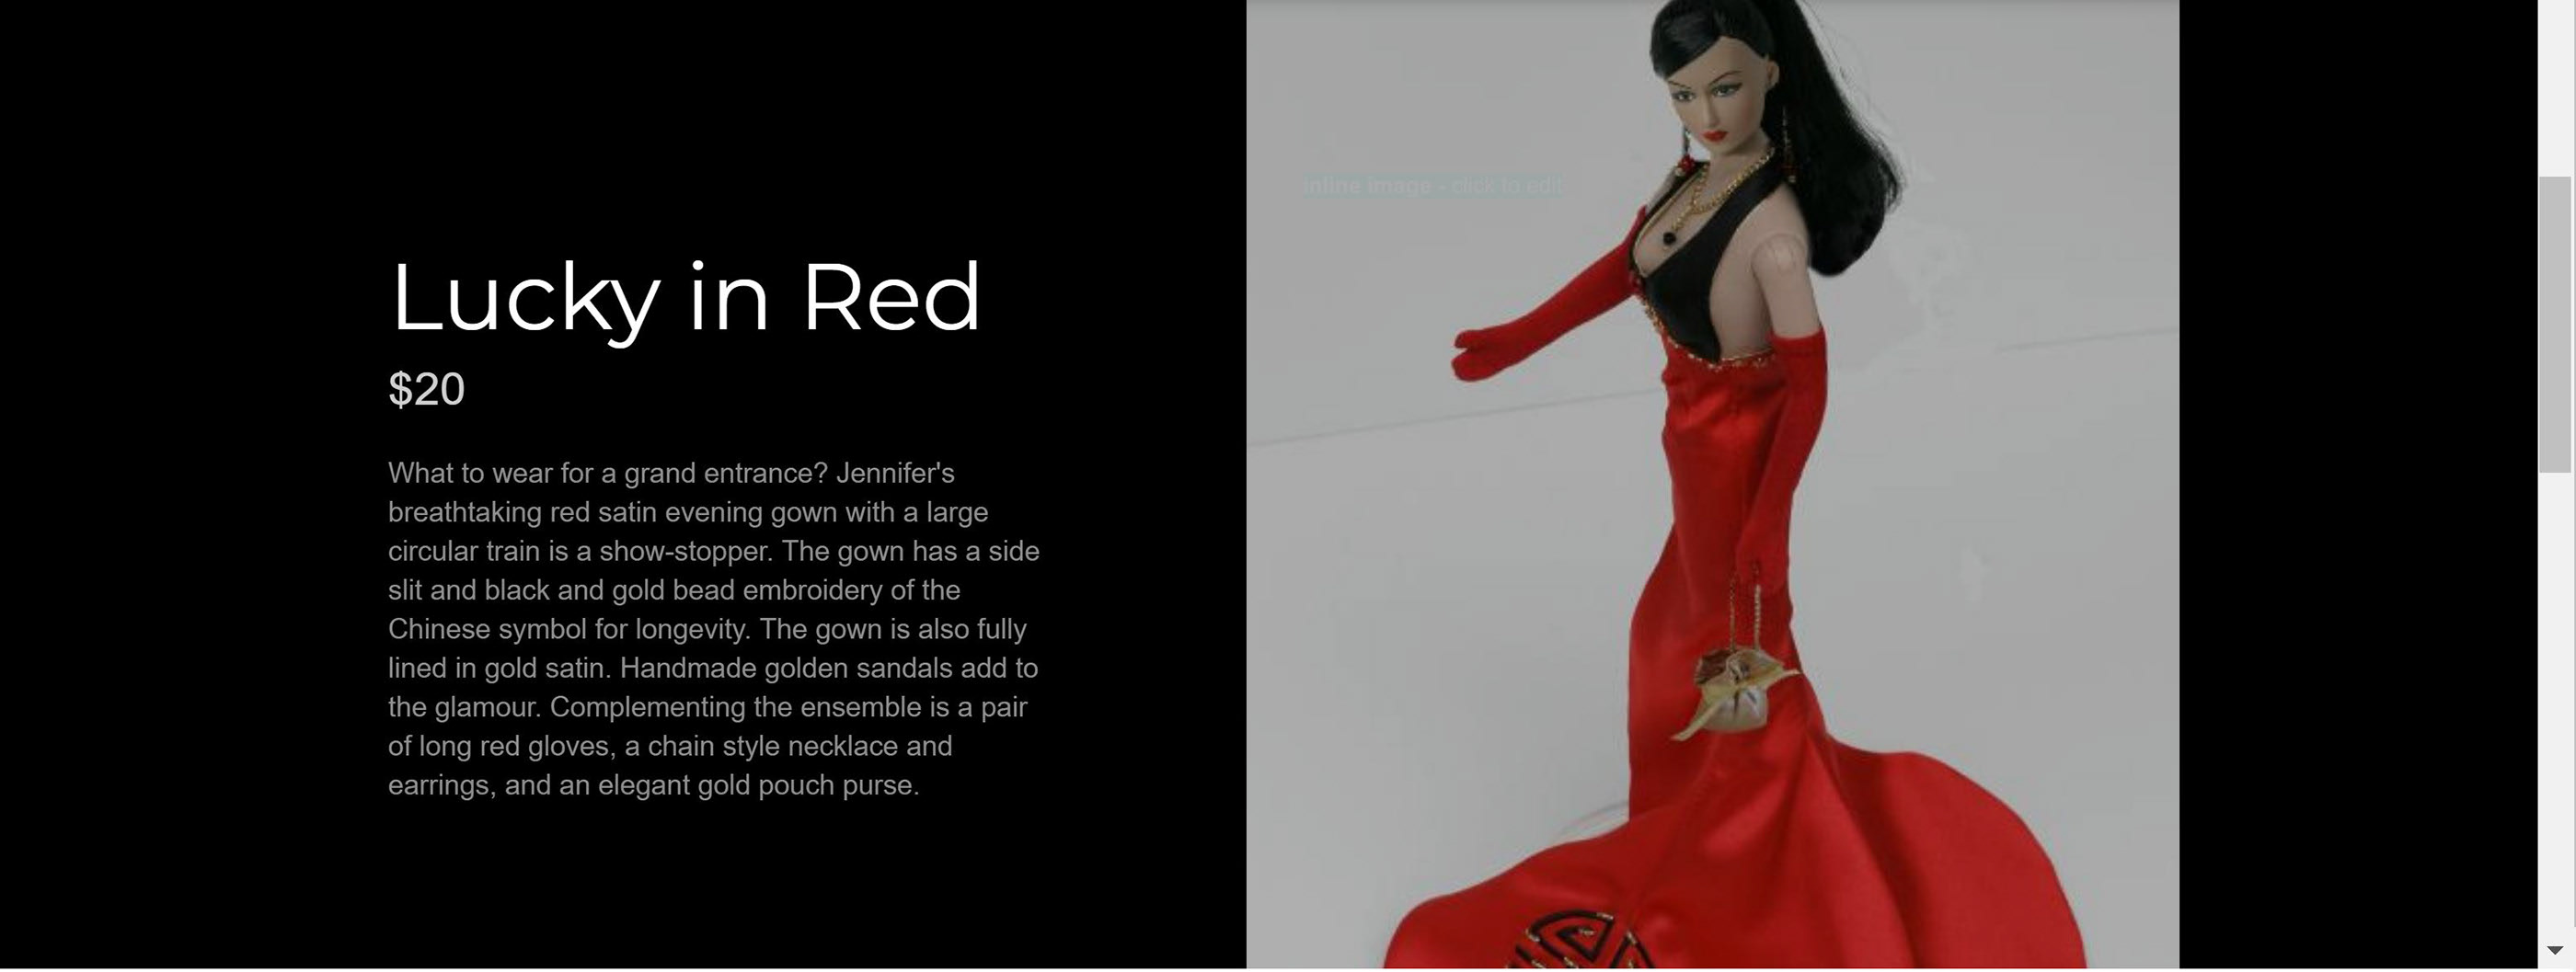 inline image - click to edit
Lucky in Red
$20
What to wear for a grand entrance? Jennifer's
breathtaking red satin evening gown with a large
circular train is a show-stopper. The gown has a side
slit and black and gold bead embroidery of the
Chinese symbol for longevity. The gown is also fully
lined in gold satin. Handmade golden sandals add to
the glamour. Complementing the ensemble is a pair
of long red gloves, a chain style necklace and
earrings, and an elegant gold pouch purse.